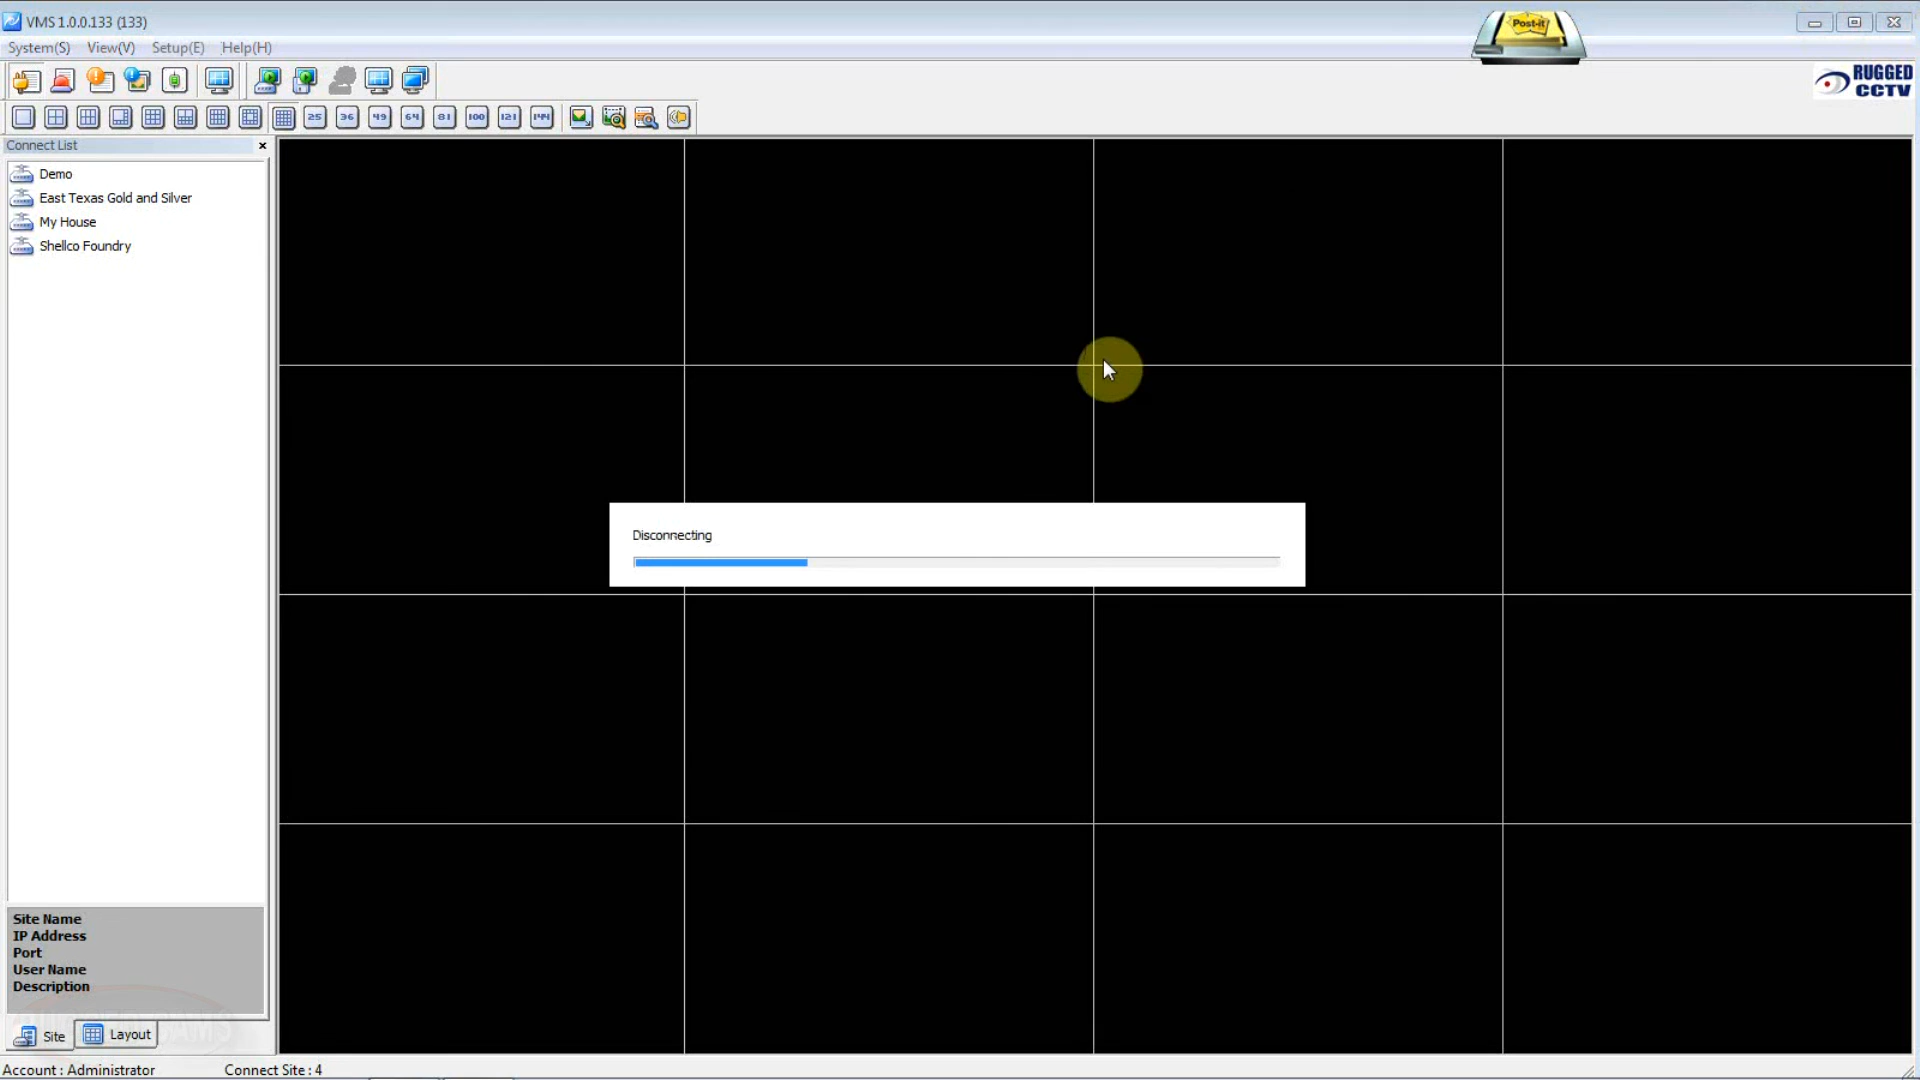 VMS 1.0.0.133 (133)
Post-it
System(S) View(V) Setup(E) Help(H)
RUGGED
CCTV
25 36 49 64 81 100 121 144
Connect List
Demo
East Texas Gold and Silver
My House
Shellco Foundry
Disconnecting
Site Name
IP Address
Port
User Name
Description
Site Layout
Account : Administrator Connect Site : 4